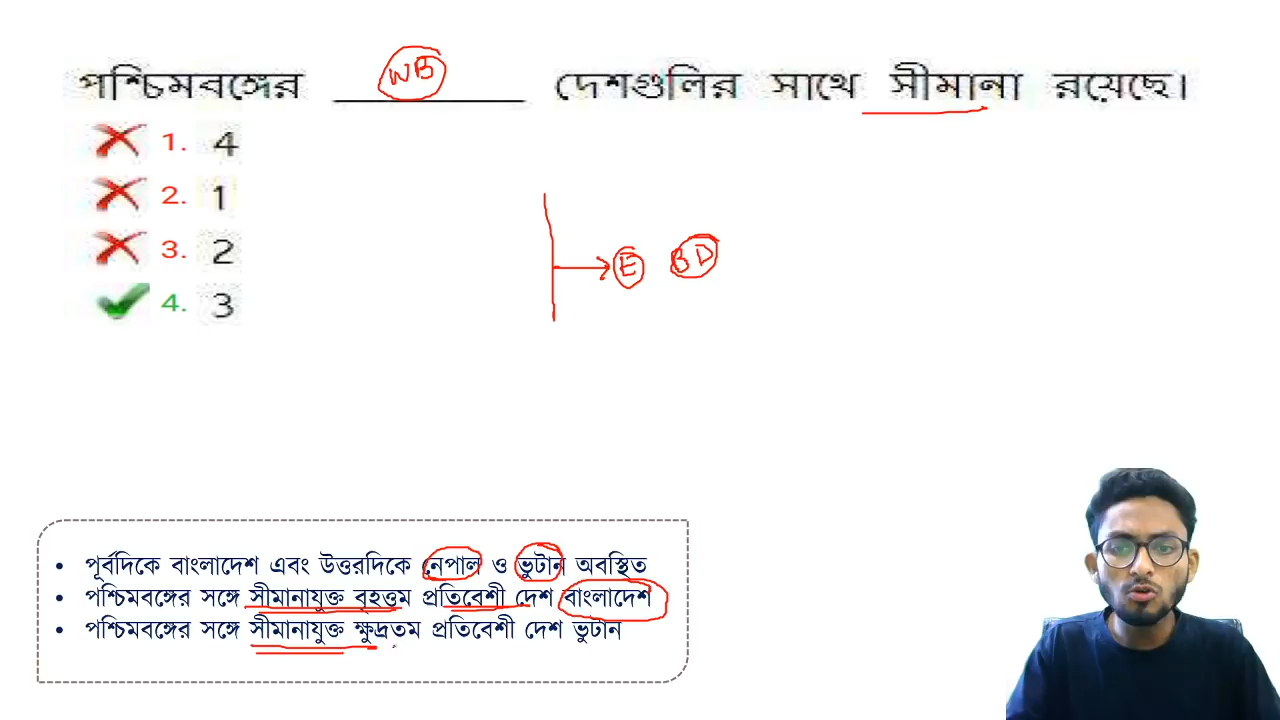 পশ্চিমবঙ্গের ________ দেশগুলির সাথে সীমানা রয়েছে।
WB
1. 4
2. 1
3. 2
4. 3
E BD
• পূর্বদিকে বাংলাদেশ এবং উত্তরদিকে নেপাল ও ভুটান অবস্থিত
• পশ্চিমবঙ্গের সঙ্গে সীমানাযুক্ত বৃহত্তম প্রতিবেশী দেশ বাংলাদেশ
• পশ্চিমবঙ্গের সঙ্গে সীমানাযুক্ত ক্ষুদ্রতম প্রতিবেশী দেশ ভুটান